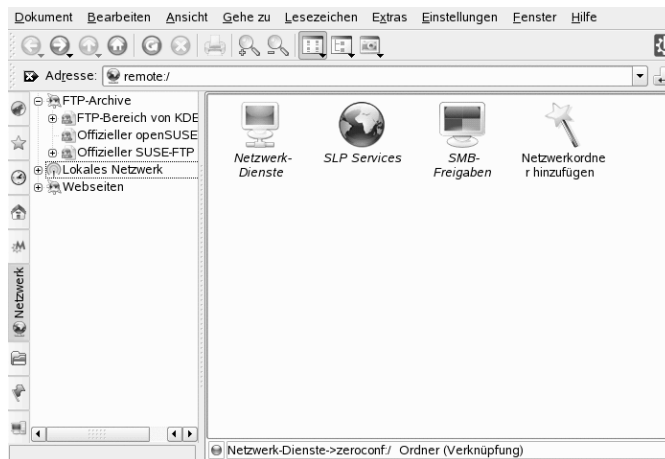 Dokument Bearbeiten Ansicht Gehe zu Lesezeichen Extras Einstellungen Fenster Hilfe
Adresse: remote:/
FTP-Archive
FTP-Bereich von KDE
Offizieller openSUSE
Offizieller SUSE-FTP
Lokales Netzwerk
Webseiten
Netzwerk
Netzwerk-
Dienste
SLP Services
SMB-
Freigaben
Netzwerkordne
r hinzufügen
Netzwerk-Dienste->zeroconf:/ Ordner (Verknüpfung)